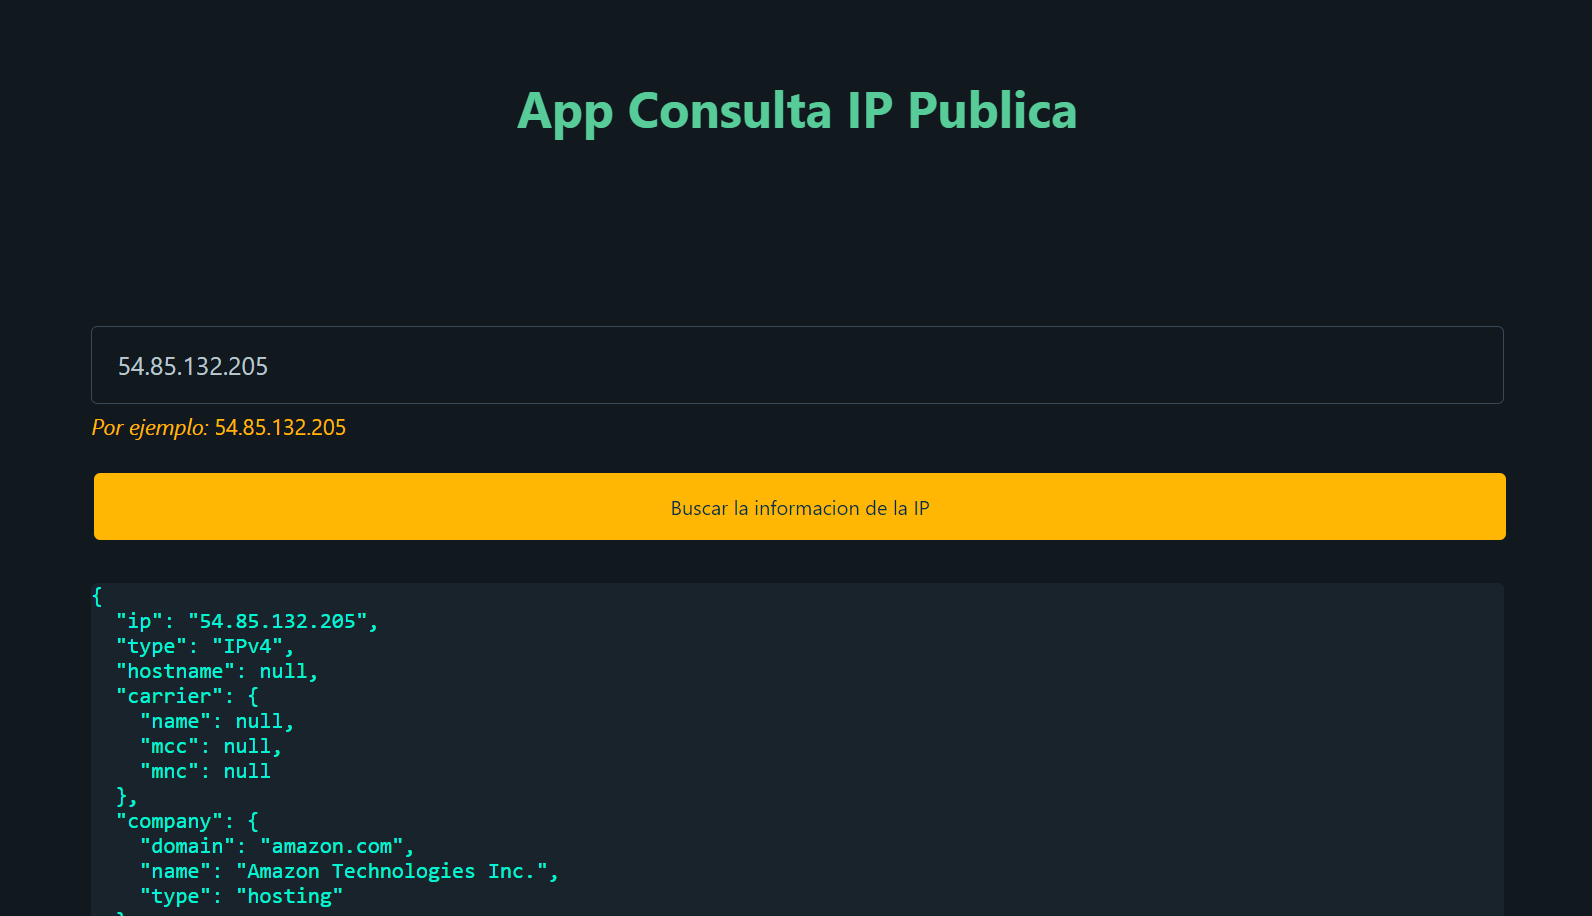 App Consulta IP Publica
54.85.132.205
Por ejemplo: 54.85.132.205
Buscar la informacion de la IP
{
  "ip": "54.85.132.205",
  "type": "IPv4",
  "hostname": null,
  "carrier": {
    "name": null,
    "mcc": null,
    "mnc": null
  },
  "company": {
    "domain": "amazon.com",
    "name": "Amazon Technologies Inc.",
    "type": "hosting"